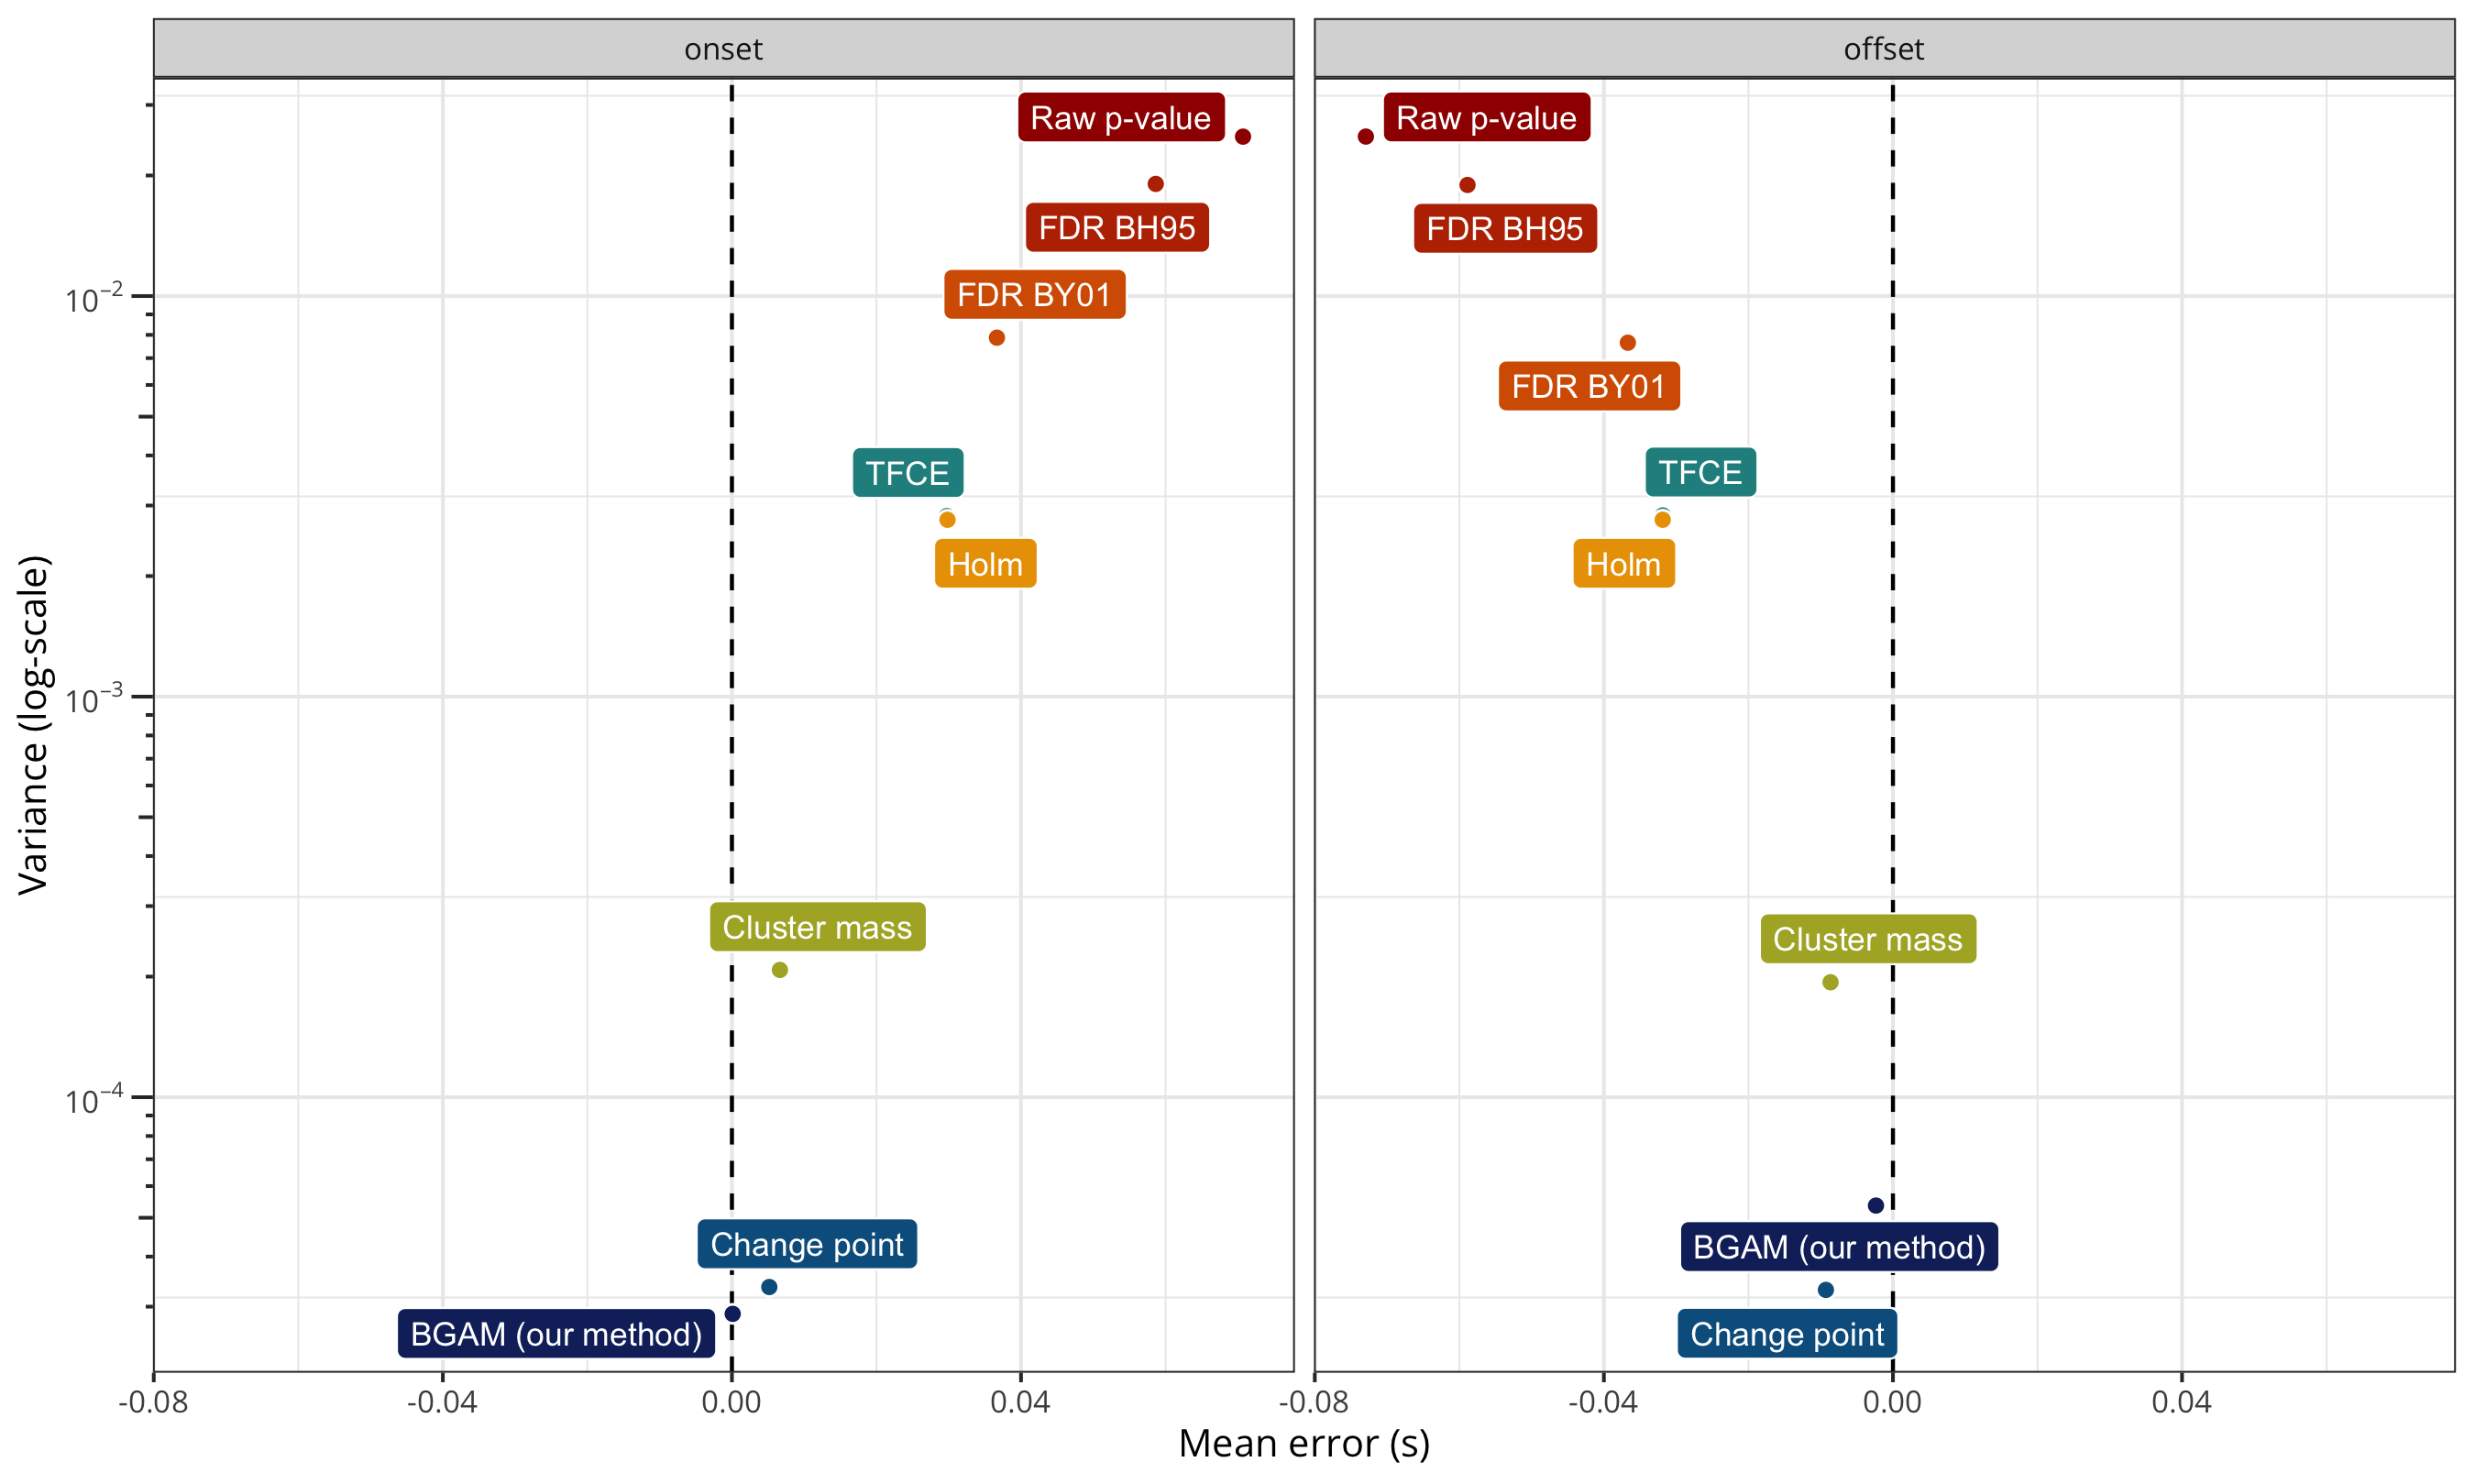 onset
offset
Raw p-value
Raw p-value
FDR BH95
FDR BH95
FDR BY01
FDR BY01
TFCE
TFCE
Holm
Holm
Cluster mass
Cluster mass
Change point
BGAM (our method)
BGAM (our method)
Change point
Variance (log-scale)
10⁻²
10⁻³
10⁻⁴
-0.08 -0.04 0.00 0.04
-0.08 -0.04 0.00 0.04
Mean error (s)